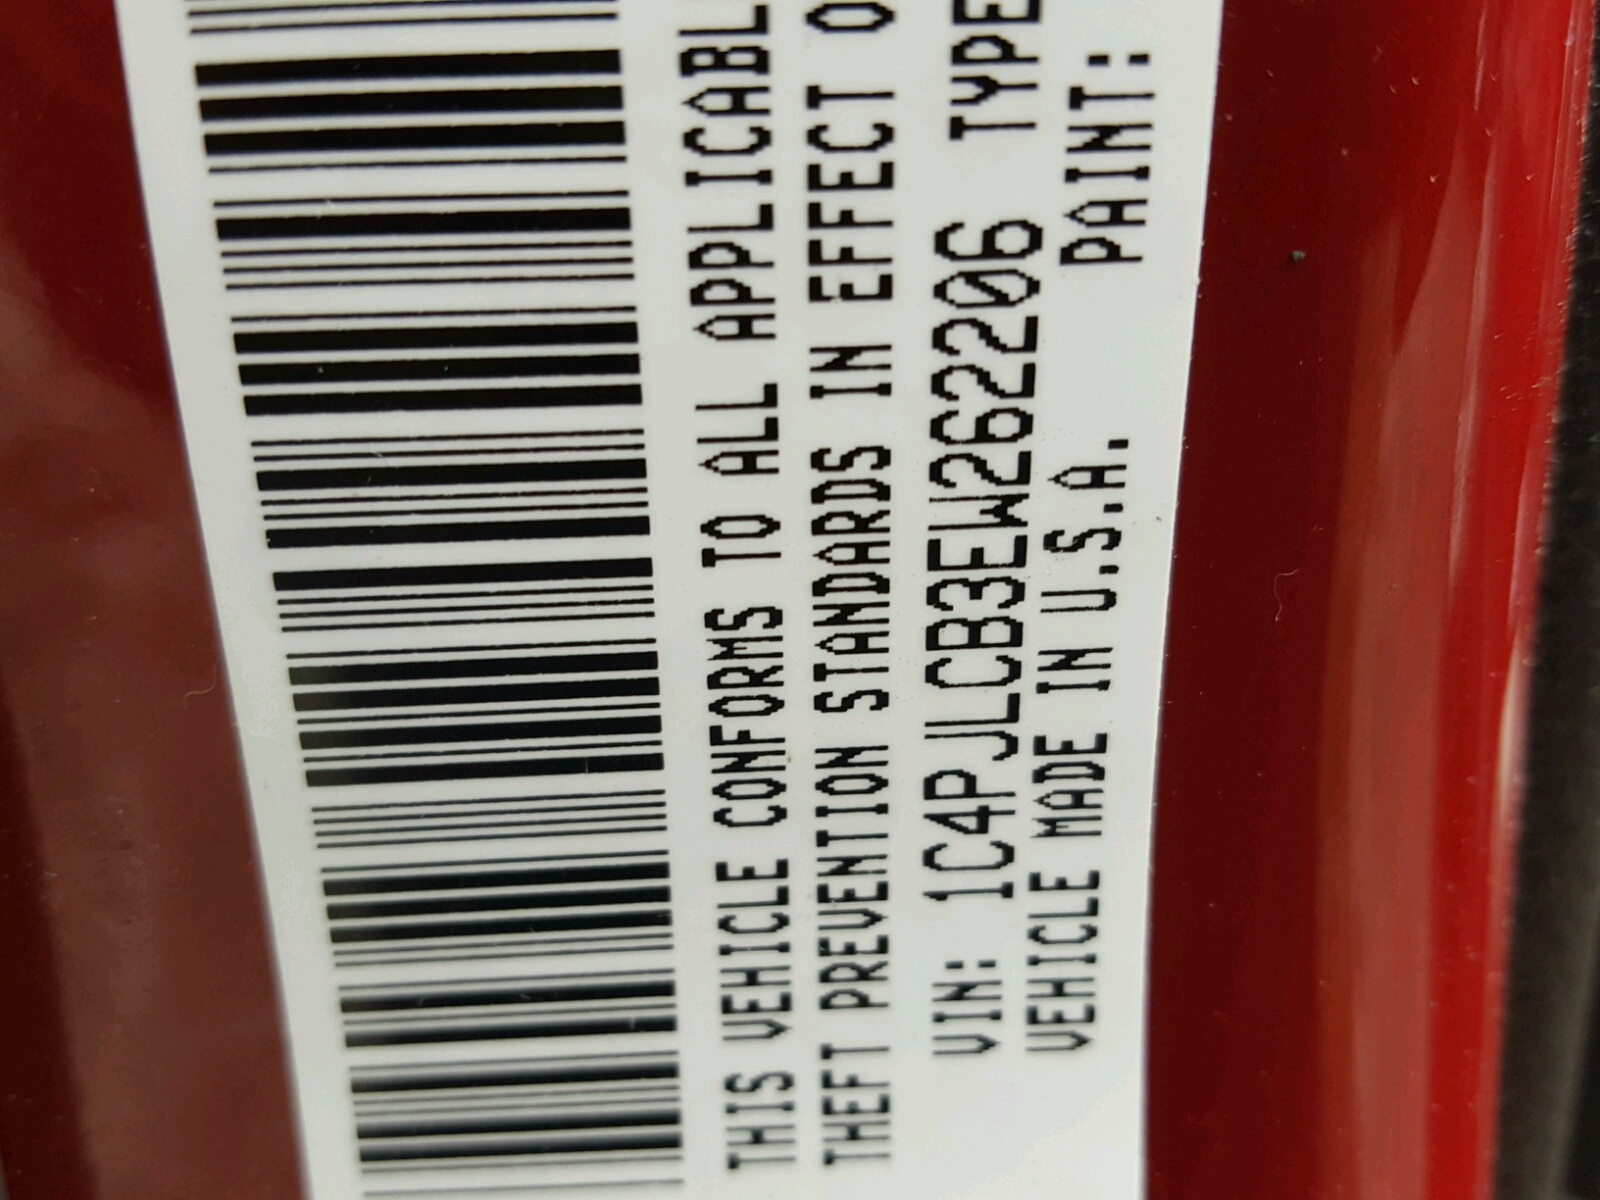 THIS VEHICLE CONFORMS TO ALL APPLICABL
THEFT PREVENTION STANDARDS IN EFFECT O
VIN: 1C4PJLCB3EW262206 TYPE
VEHICLE MADE IN U.S.A. PAINT: